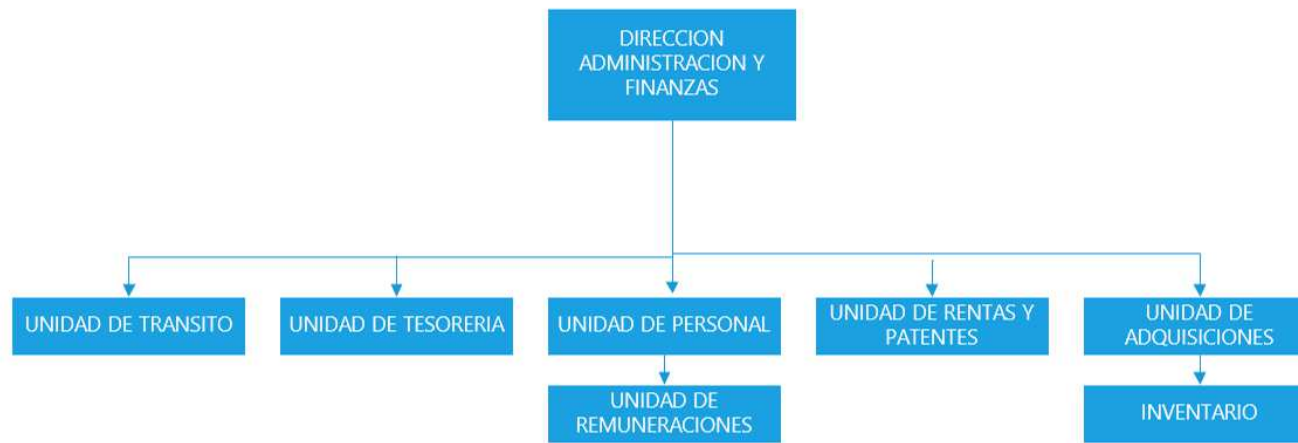 DIRECCION
ADMINISTRACION Y
FINANZAS
UNIDAD DE TRANSITO
UNIDAD DE TESORERIA
UNIDAD DE PERSONAL
UNIDAD DE RENTAS Y
PATENTES
UNIDAD DE
ADQUISICIONES
UNIDAD DE
REMUNERACIONES
INVENTARIO